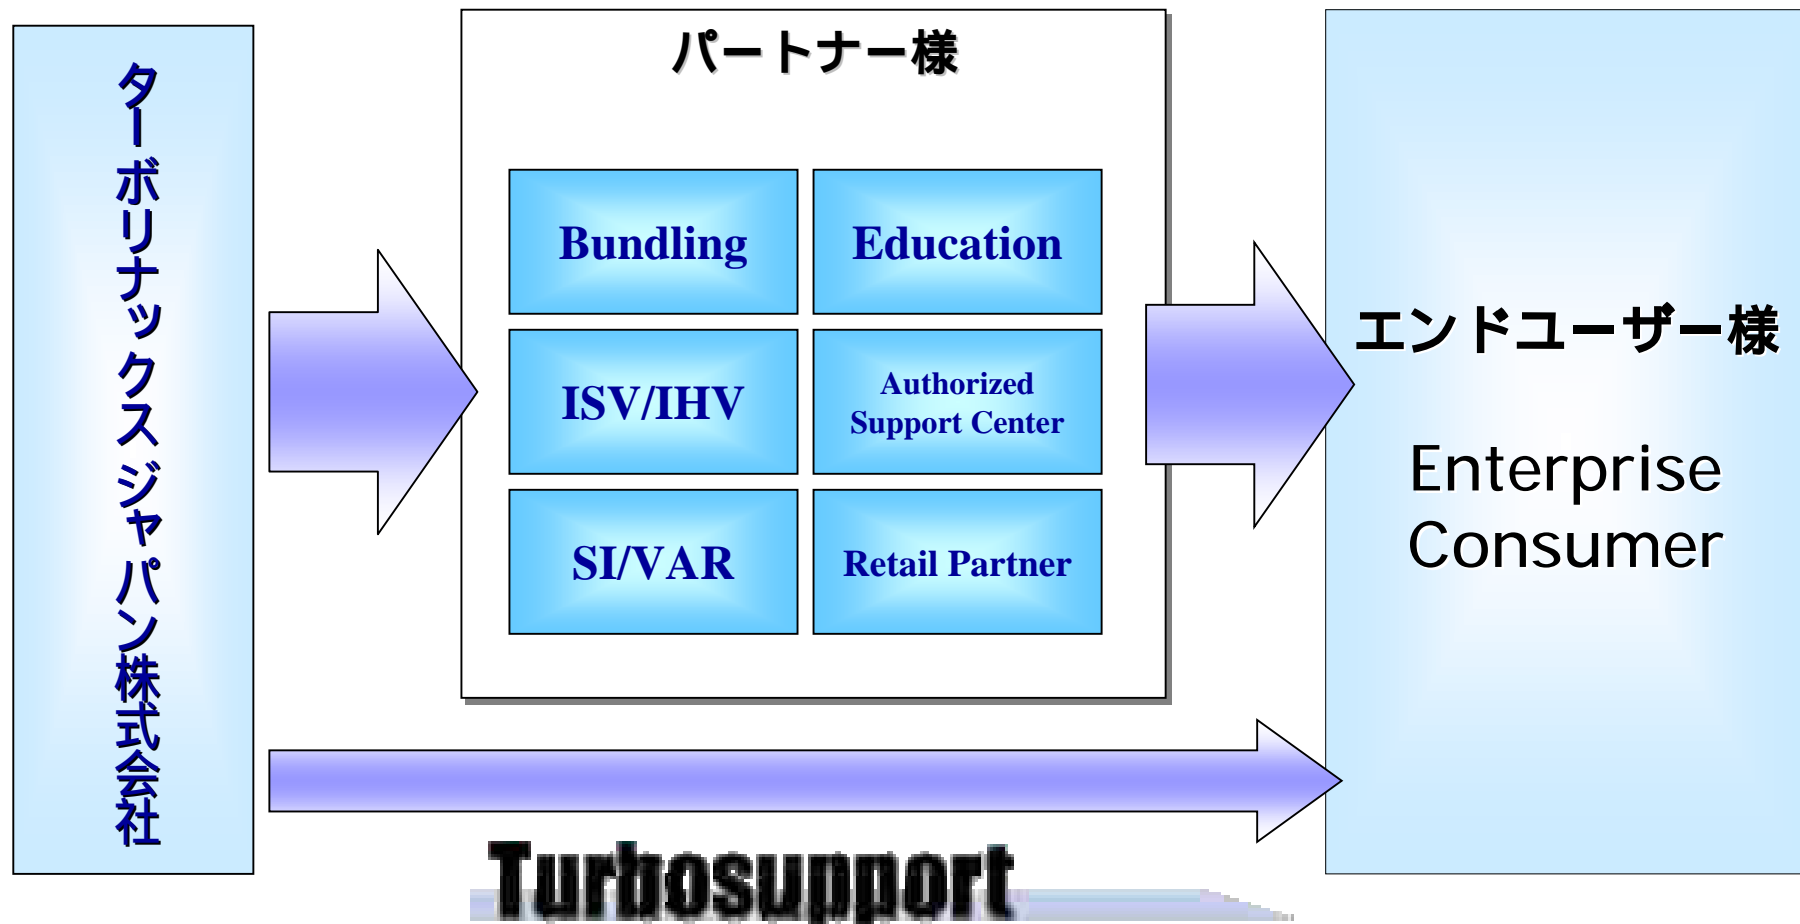 ターボリナックス ジャパン株式会社
パートナー様
Bundling
Education
ISV/IHV
Authorized
Support Center
SI/VAR
Retail Partner
エンドユーザー様
Enterprise
Consumer
Turbosupport